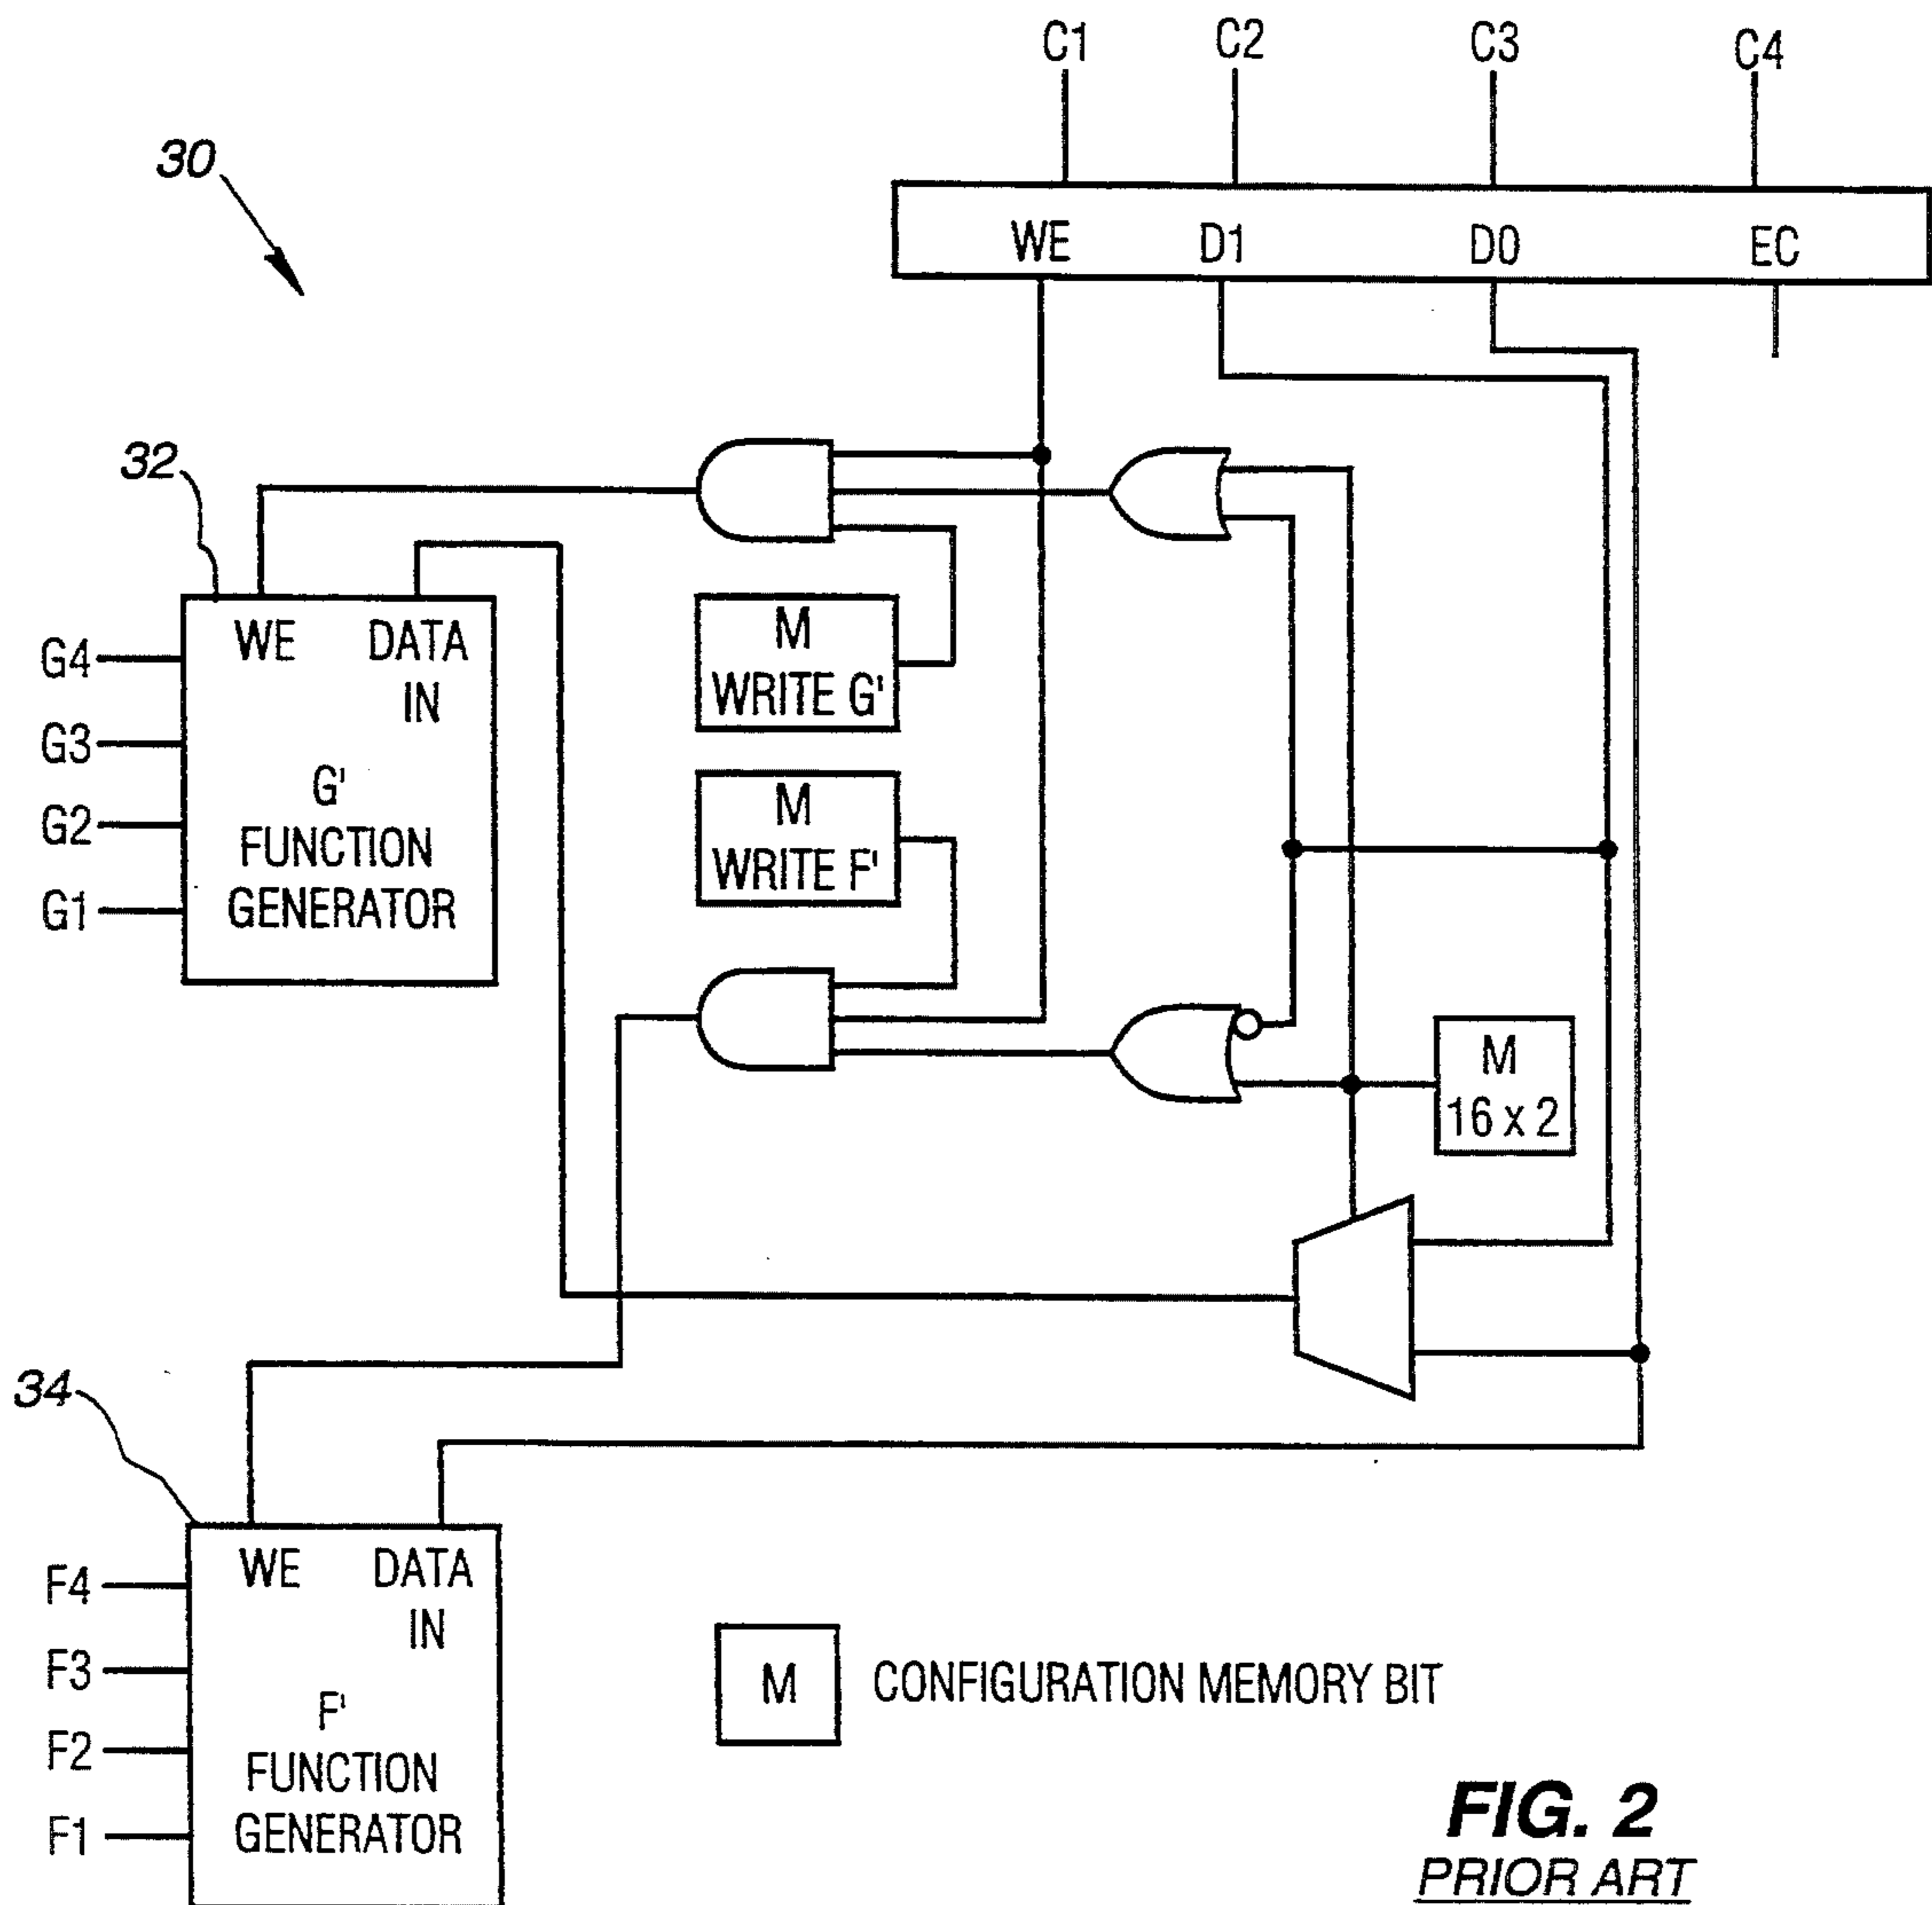 C1 C2 C3 C4
30
WE D1 D0 EC
32
WE DATA
IN
G4
G3
G2
G1
G'
FUNCTION
GENERATOR
M
WRITE G'
M
WRITE F'
M
16 x 2
34
WE DATA
IN
F4
F3
F2
F1
F'
FUNCTION
GENERATOR
M CONFIGURATION MEMORY BIT
FIG. 2
PRIOR ART